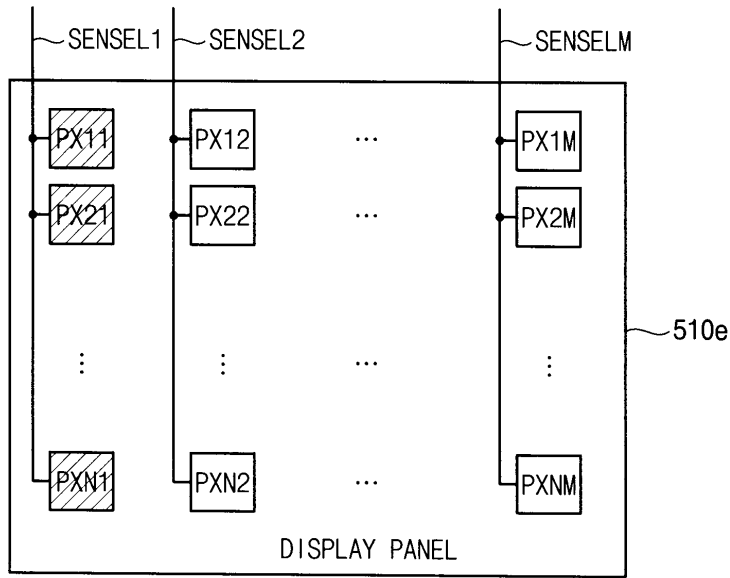 SENSEL1 SENSEL2 SENSELM
PX11 PX12 ... PX1M
PX21 PX22 ... PX2M
510e
⋮ ⋮ ... ⋮
PXN1 PXN2 ... PXNM
DISPLAY PANEL